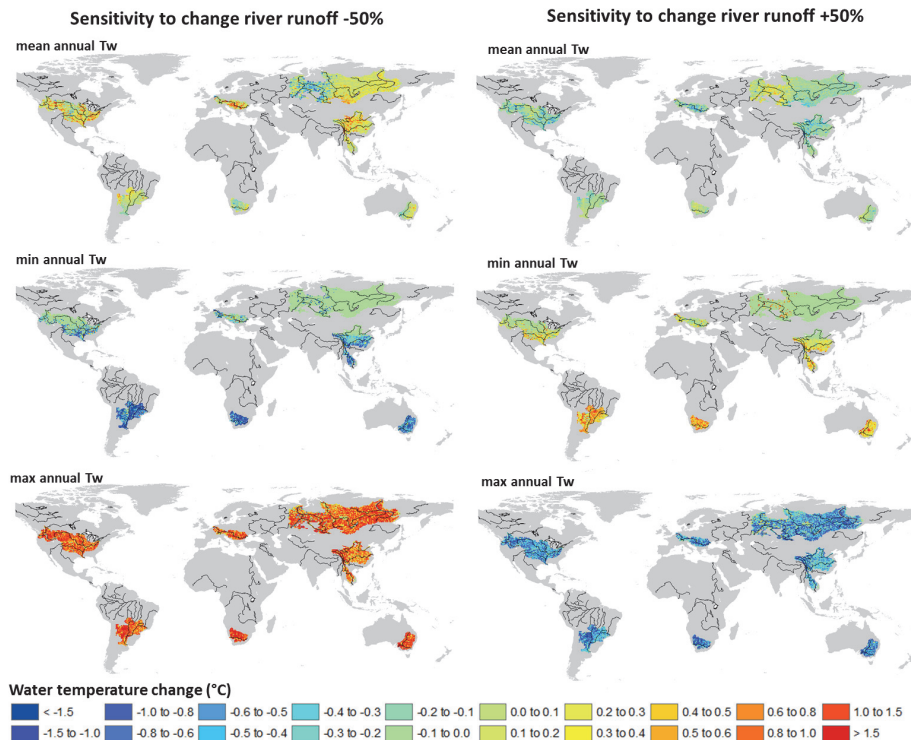 Sensitivity to change river runoff -50%
Sensitivity to change river runoff +50%
mean annual Tw
mean annual Tw
min annual Tw
min annual Tw
max annual Tw
max annual Tw
Water temperature change (°C)
< -1.5 -1.0 to -0.8 -0.6 to -0.5 -0.4 to -0.3 -0.2 to -0.1 0.0 to 0.1 0.2 to 0.3 0.4 to 0.5 0.6 to 0.8 1.0 to 1.5
-1.5 to -1.0 -0.8 to -0.6 -0.5 to -0.4 -0.3 to -0.2 -0.1 to 0.0 0.1 to 0.2 0.3 to 0.4 0.5 to 0.6 0.8 to 1.0 > 1.5